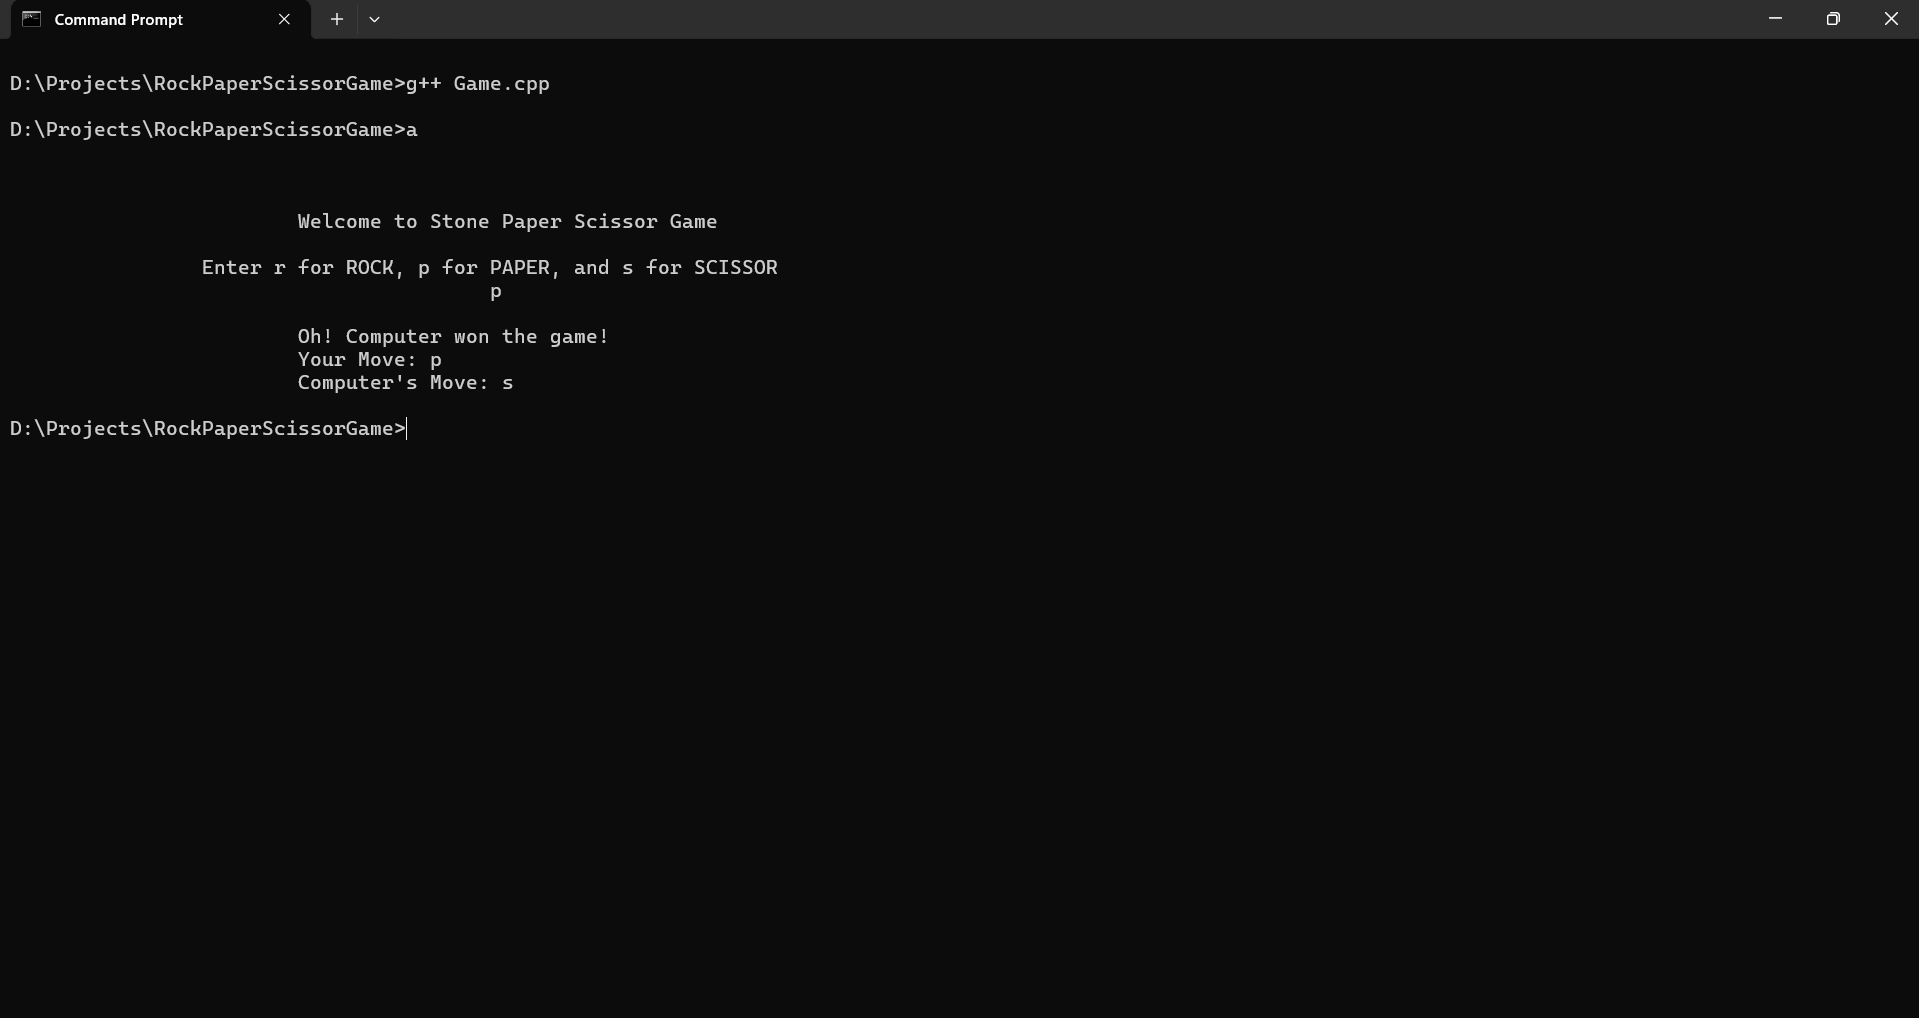 Command Prompt
D:\Projects\RockPaperScissorGame>g++ Game.cpp
D:\Projects\RockPaperScissorGame>a
Welcome to Stone Paper Scissor Game
Enter r for ROCK, p for PAPER, and s for SCISSOR
p
Oh! Computer won the game!
Your Move: p
Computer's Move: s
D:\Projects\RockPaperScissorGame>